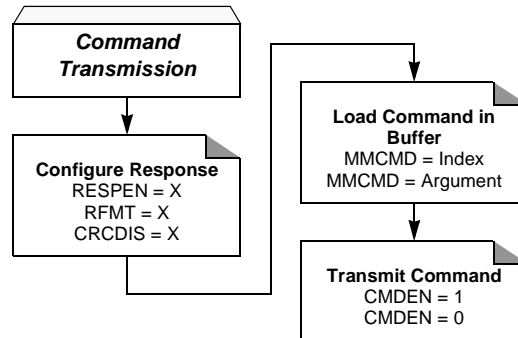 Command
Transmission
Configure Response
RESPEN = X
RFMT = X
CRCDIS = X
Load Command in
Buffer
MMCMD = Index
MMCMD = Argument
Transmit Command
CMDEN = 1
CMDEN = 0